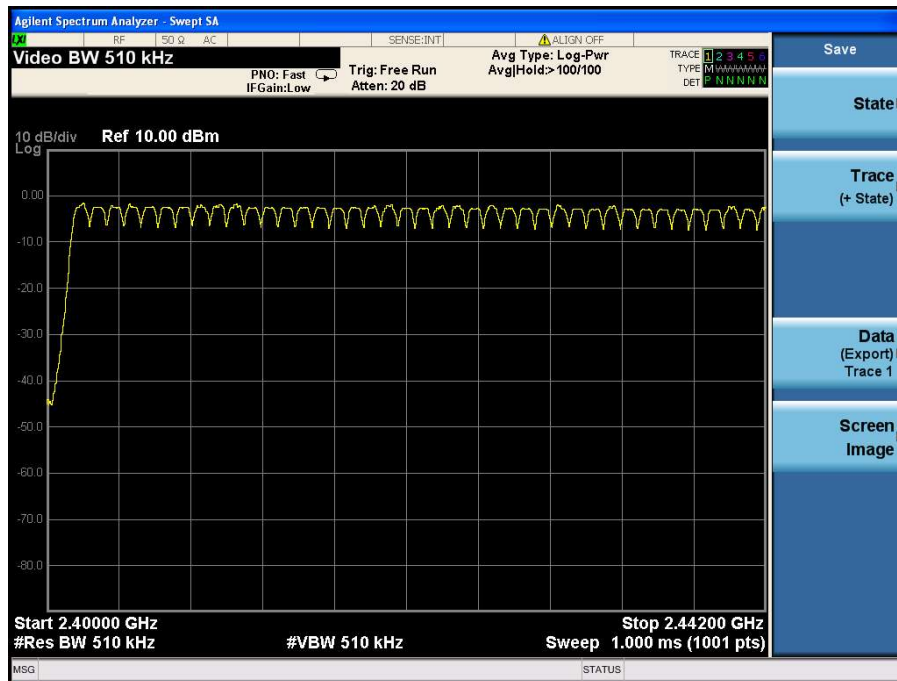 Agilent Spectrum Analyzer - Swept SA
LXI RF 50 Ω AC SENSE:INT ALIGN OFF
Video BW 510 kHz
PNO: Fast
IFGain:Low
Trig: Free Run
Atten: 20 dB
Avg Type: Log-Pwr
Avg|Hold:> 100/100
TRACE 1 2 3 4 5 6
TYPE M WWWWW
DET P N N N N N
10 dB/div Ref 10.00 dBm
Log
0.00
-10.0
-20.0
-30.0
-40.0
-50.0
-60.0
-70.0
-80.0
Start 2.40000 GHz Stop 2.44200 GHz
#Res BW 510 kHz #VBW 510 kHz Sweep 1.000 ms (1001 pts)
MSG STATUS
Save
State
Trace
(+ State)
Data
(Export)
Trace 1
Screen
Image